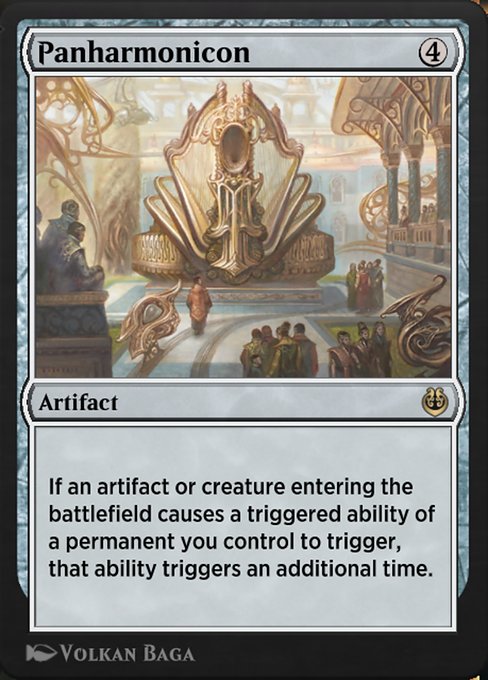 Panharmonicon 4
Artifact
If an artifact or creature entering the
battlefield causes a triggered ability of
a permanent you control to trigger,
that ability triggers an additional time.
Volkan Baga